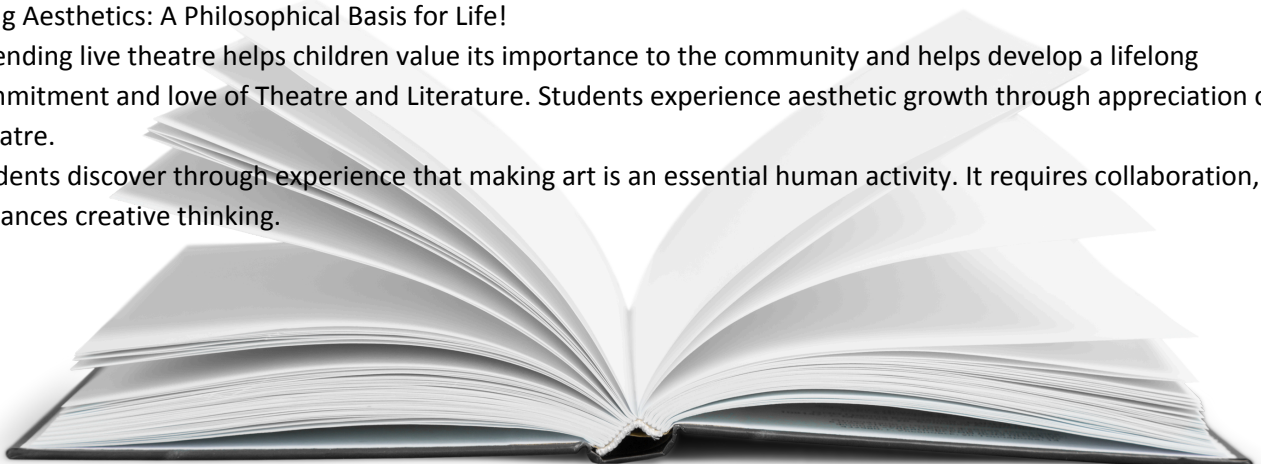 g Aesthetics: A Philosophical Basis for Life!
ending live theatre helps children value its importance to the community and helps develop a lifelong
mmitment and love of Theatre and Literature. Students experience aesthetic growth through appreciation o
atre.
dents discover through experience that making art is an essential human activity. It requires collaboration,
ances creative thinking.